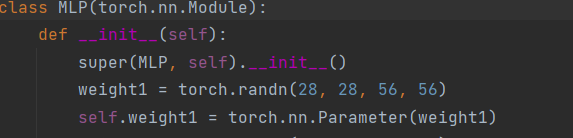 class MLP(torch.nn.Module):
def __init__(self):
super(MLP, self).__init__()
weight1 = torch.randn(28, 28, 56, 56)
self.weight1 = torch.nn.Parameter(weight1)